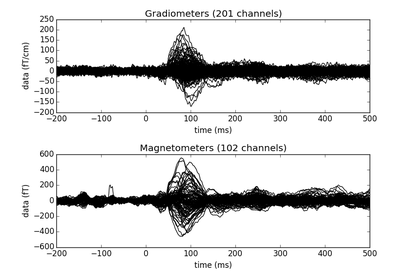 Gradiometers (201 channels)
250
200
150
100
50
0
−50
−100
−150
−200
data (fT/cm)
−200 −100 0 100 200 300 400 500
time (ms)
Magnetometers (102 channels)
600
400
200
0
−200
−400
−600
data (fT)
−200 −100 0 100 200 300 400 500
time (ms)